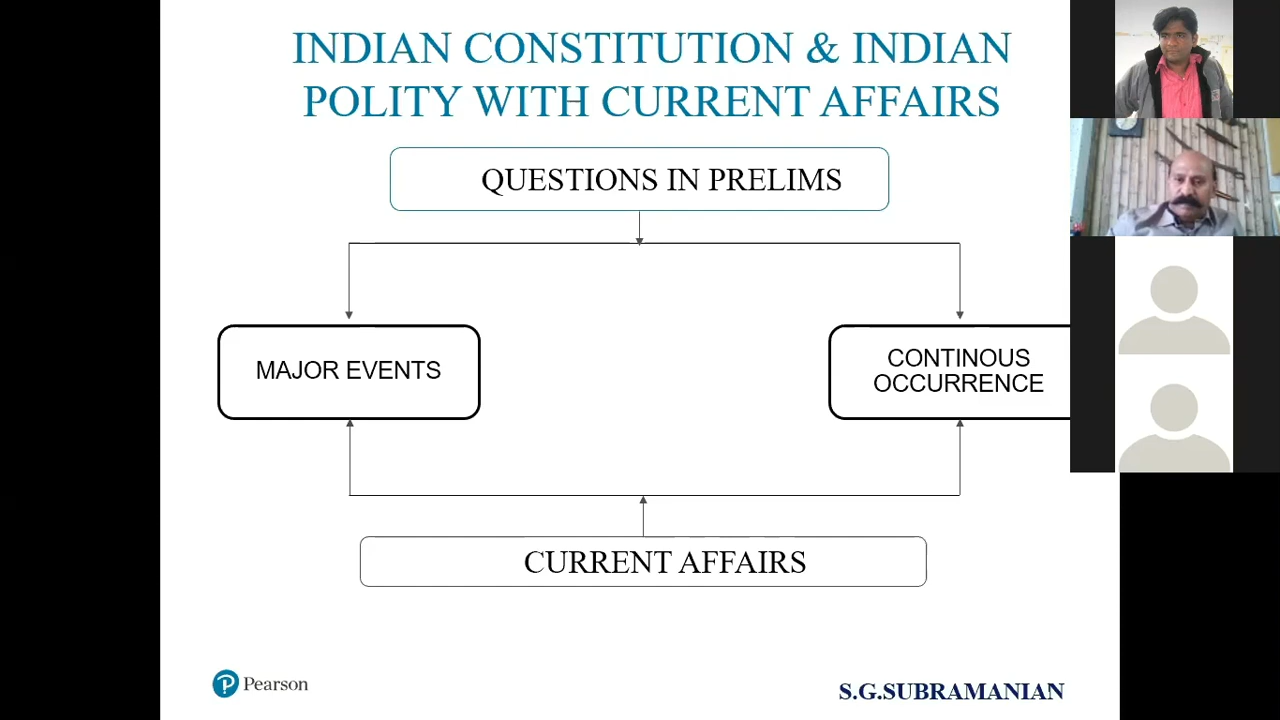 INDIAN CONSTITUTION & INDIAN
POLITY WITH CURRENT AFFAIRS
QUESTIONS IN PRELIMS
MAJOR EVENTS
CONTINOUS
OCCURRENCE
CURRENT AFFAIRS
Pearson
S.G.SUBRAMANIAN